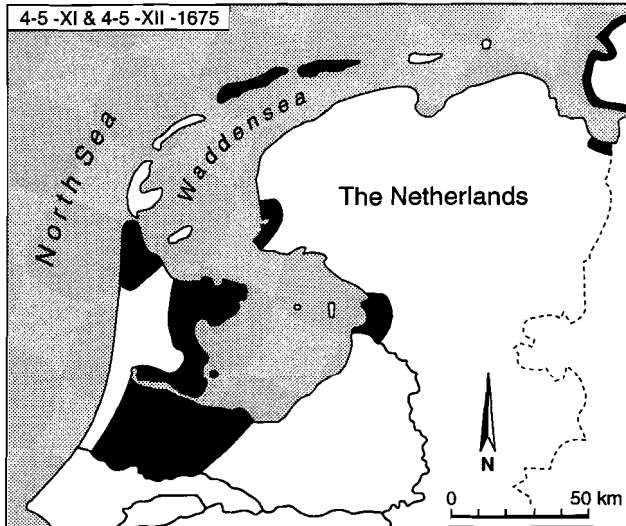 4-5 -XI & 4-5 -XII -1675
North Sea
Waddensea
The Netherlands
N
0 50 km